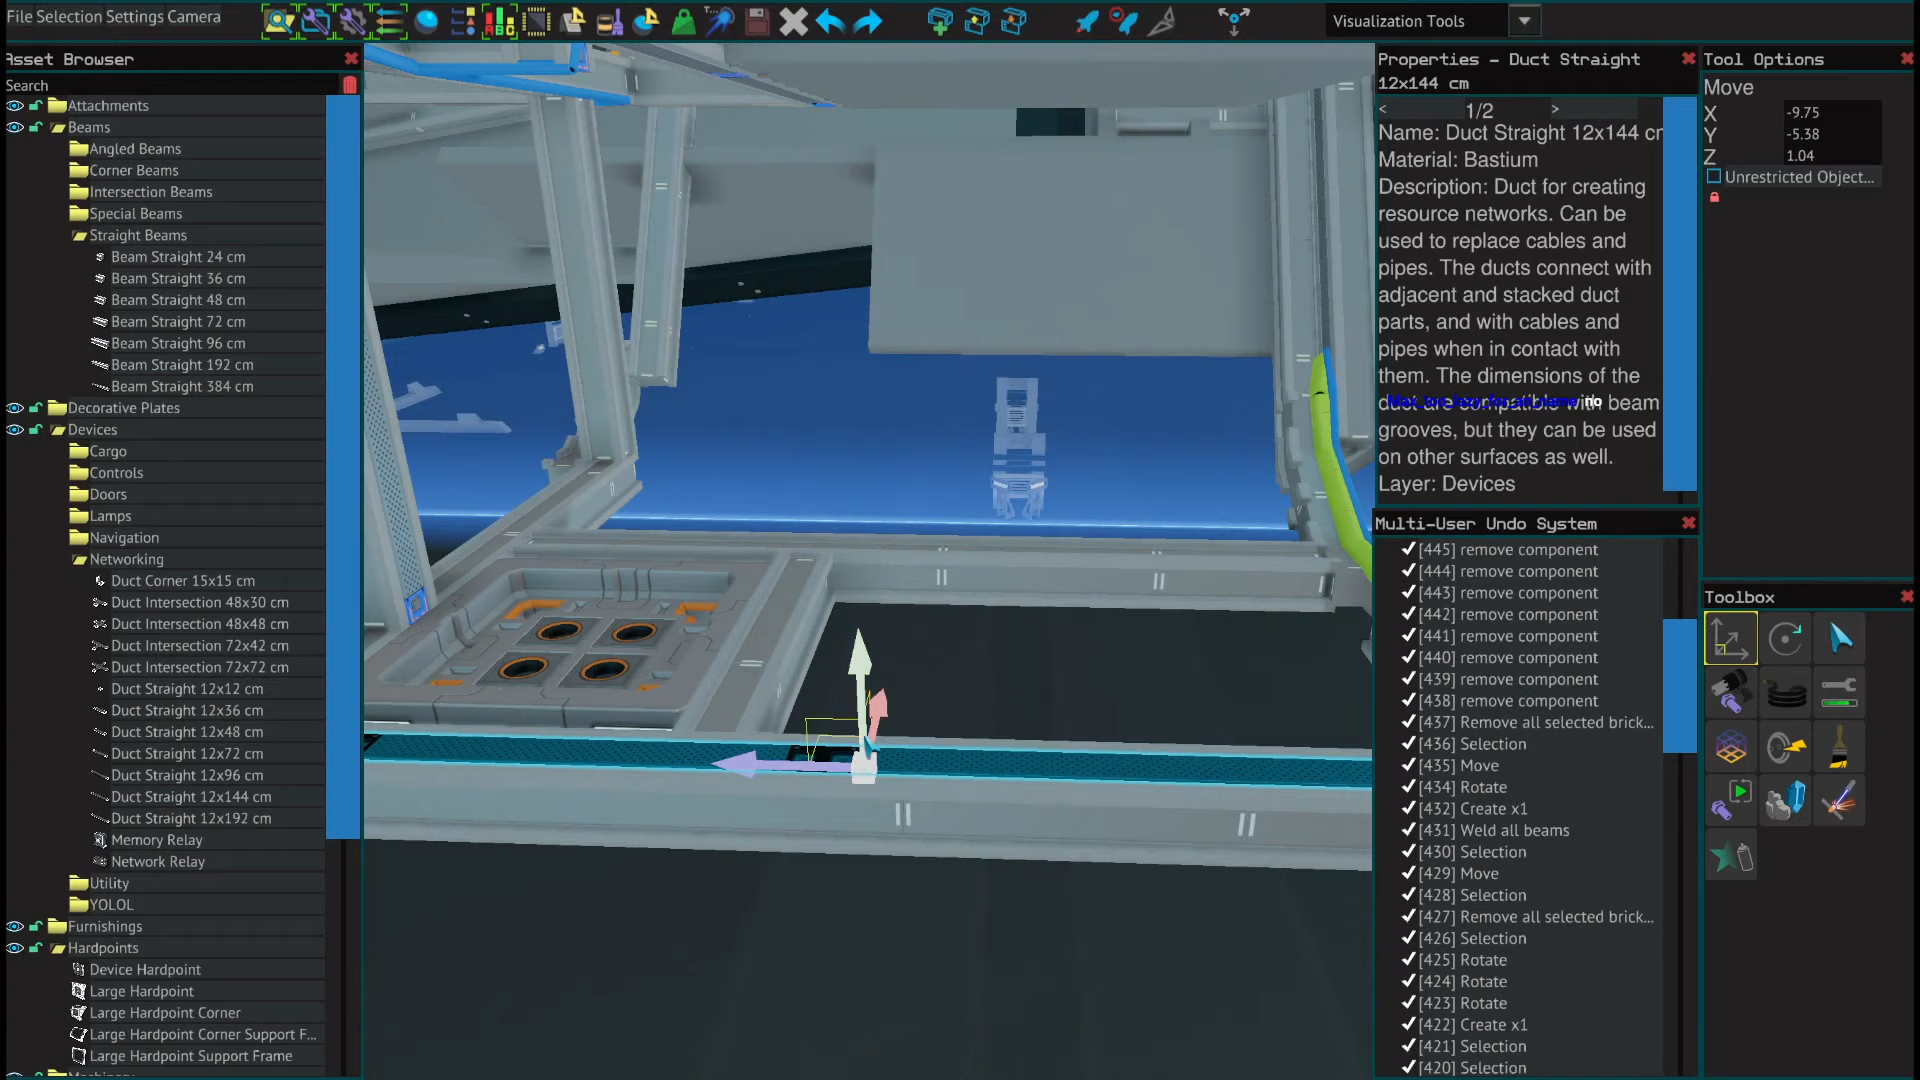 File Selection Settings Camera
Visualization Tools
Asset Browser
Search
Attachments
Beams
Angled Beams
Corner Beams
Intersection Beams
Special Beams
Straight Beams
Beam Straight 24 cm
Beam Straight 36 cm
Beam Straight 48 cm
Beam Straight 72 cm
Beam Straight 96 cm
Beam Straight 192 cm
Beam Straight 384 cm
Decorative Plates
Devices
Cargo
Controls
Doors
Lamps
Navigation
Networking
Duct Corner 15x15 cm
Duct Intersection 48x30 cm
Duct Intersection 48x48 cm
Duct Intersection 72x42 cm
Duct Intersection 72x72 cm
Duct Straight 12x12 cm
Duct Straight 12x36 cm
Duct Straight 12x48 cm
Duct Straight 12x72 cm
Duct Straight 12x96 cm
Duct Straight 12x144 cm
Duct Straight 12x192 cm
Memory Relay
Network Relay
Utility
YOLOL
Furnishings
Hardpoints
Device Hardpoint
Large Hardpoint
Large Hardpoint Corner
Large Hardpoint Corner Support F...
Large Hardpoint Support Frame
Properties - Duct Straight
12x144 cm
< 1/2 >
Name: Duct Straight 12x144 cm
Material: Bastium
Description: Duct for creating
resource networks. Can be
used to replace cables and
pipes. The ducts connect with
adjacent and stacked duct
parts, and with cables and
pipes when in contact with
them. The dimensions of the
duct are compatible with beam
no
grooves, but they can be used
on other surfaces as well.
Layer: Devices
Multi-User Undo System
[445] remove component
[444] remove component
[443] remove component
[442] remove component
[441] remove component
[440] remove component
[439] remove component
[438] remove component
[437] Remove all selected brick...
[436] Selection
[435] Move
[434] Rotate
[432] Create x1
[431] Weld all beams
[430] Selection
[429] Move
[428] Selection
[427] Remove all selected brick...
[426] Selection
[425] Rotate
[424] Rotate
[423] Rotate
[422] Create x1
[421] Selection
[420] Selection
Tool Options
Move
X -9.75
Y -5.38
Z 1.04
Unrestricted Object...
Toolbox